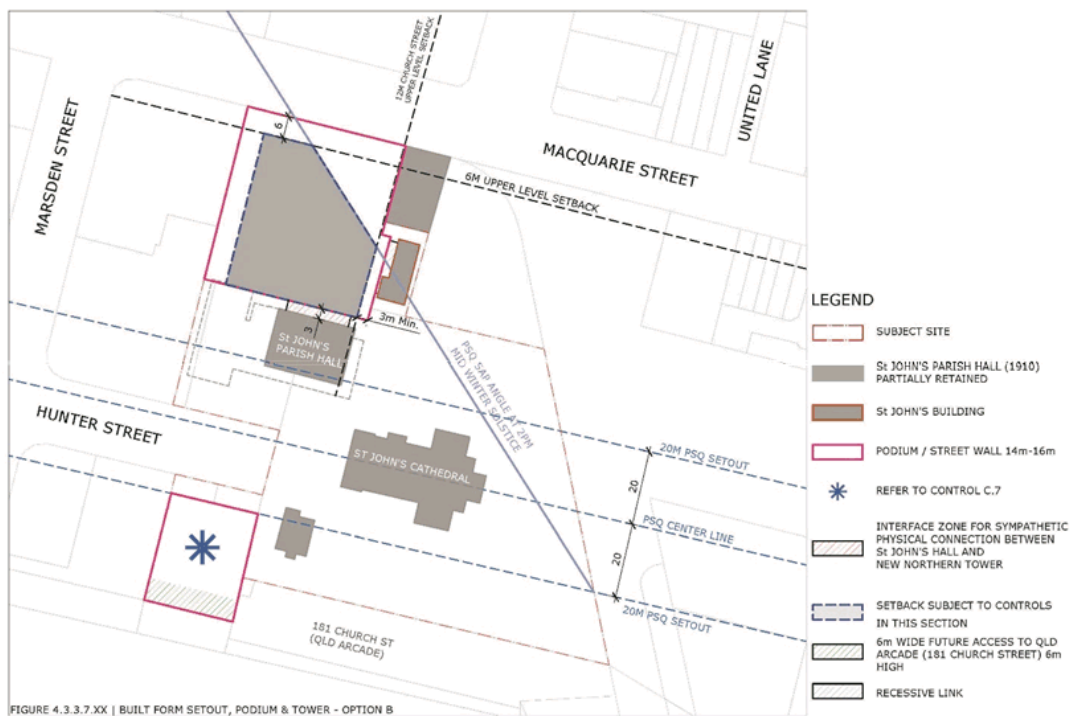 12M CHURCH STREET
UPPER LEVEL SETBACK
UNITED LANE
MARSDEN STREET
6
MACQUARIE STREET
6M UPPER LEVEL SETBACK
3m Min.
3
St JOHN'S
PARISH HALL
PSQ SAP ANGLE AT 2PM
MID WINTER SOLSTICE
HUNTER STREET
ST JOHN'S CATHEDRAL
20M PSQ SETOUT
20
PSQ CENTER LINE
20
20M PSQ SETOUT
181 CHURCH ST
(QLD ARCADE)
LEGEND
SUBJECT SITE
St JOHN'S PARISH HALL (1910)
PARTIALLY RETAINED
St JOHN'S BUILDING
PODIUM / STREET WALL 14m-16m
REFER TO CONTROL C.7
INTERFACE ZONE FOR SYMPATHETIC
PHYSICAL CONNECTION BETWEEN
St JOHN'S HALL AND
NEW NORTHERN TOWER
SETBACK SUBJECT TO CONTROLS
IN THIS SECTION
6m WIDE FUTURE ACCESS TO QLD
ARCADE (181 CHURCH STREET) 6m
HIGH
RECESSIVE LINK
FIGURE 4.3.3.7.XX | BUILT FORM SETOUT, PODIUM & TOWER - OPTION B